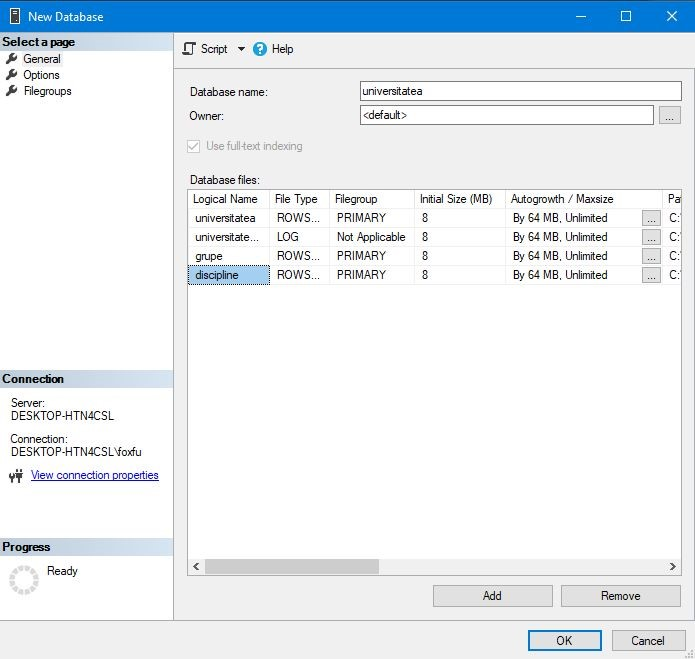 New Database
Select a page
General
Options
Filegroups
Script Help
Database name: universitatea
Owner: <default> ...
Use full-text indexing
Database files:
Logical Name File Type Filegroup Initial Size (MB) Autogrowth / Maxsize Pa
universitatea ROWS... PRIMARY 8 By 64 MB, Unlimited ... C:\
universitate... LOG Not Applicable 8 By 64 MB, Unlimited ... C:\
grupe ROWS... PRIMARY 8 By 64 MB, Unlimited ... C:\
discipline ROWS... PRIMARY 8 By 64 MB, Unlimited ... C:\
Connection
Server:
DESKTOP-HTN4CSL
Connection:
DESKTOP-HTN4CSL\foxfu
View connection properties
Progress
Ready
Add Remove
OK Cancel